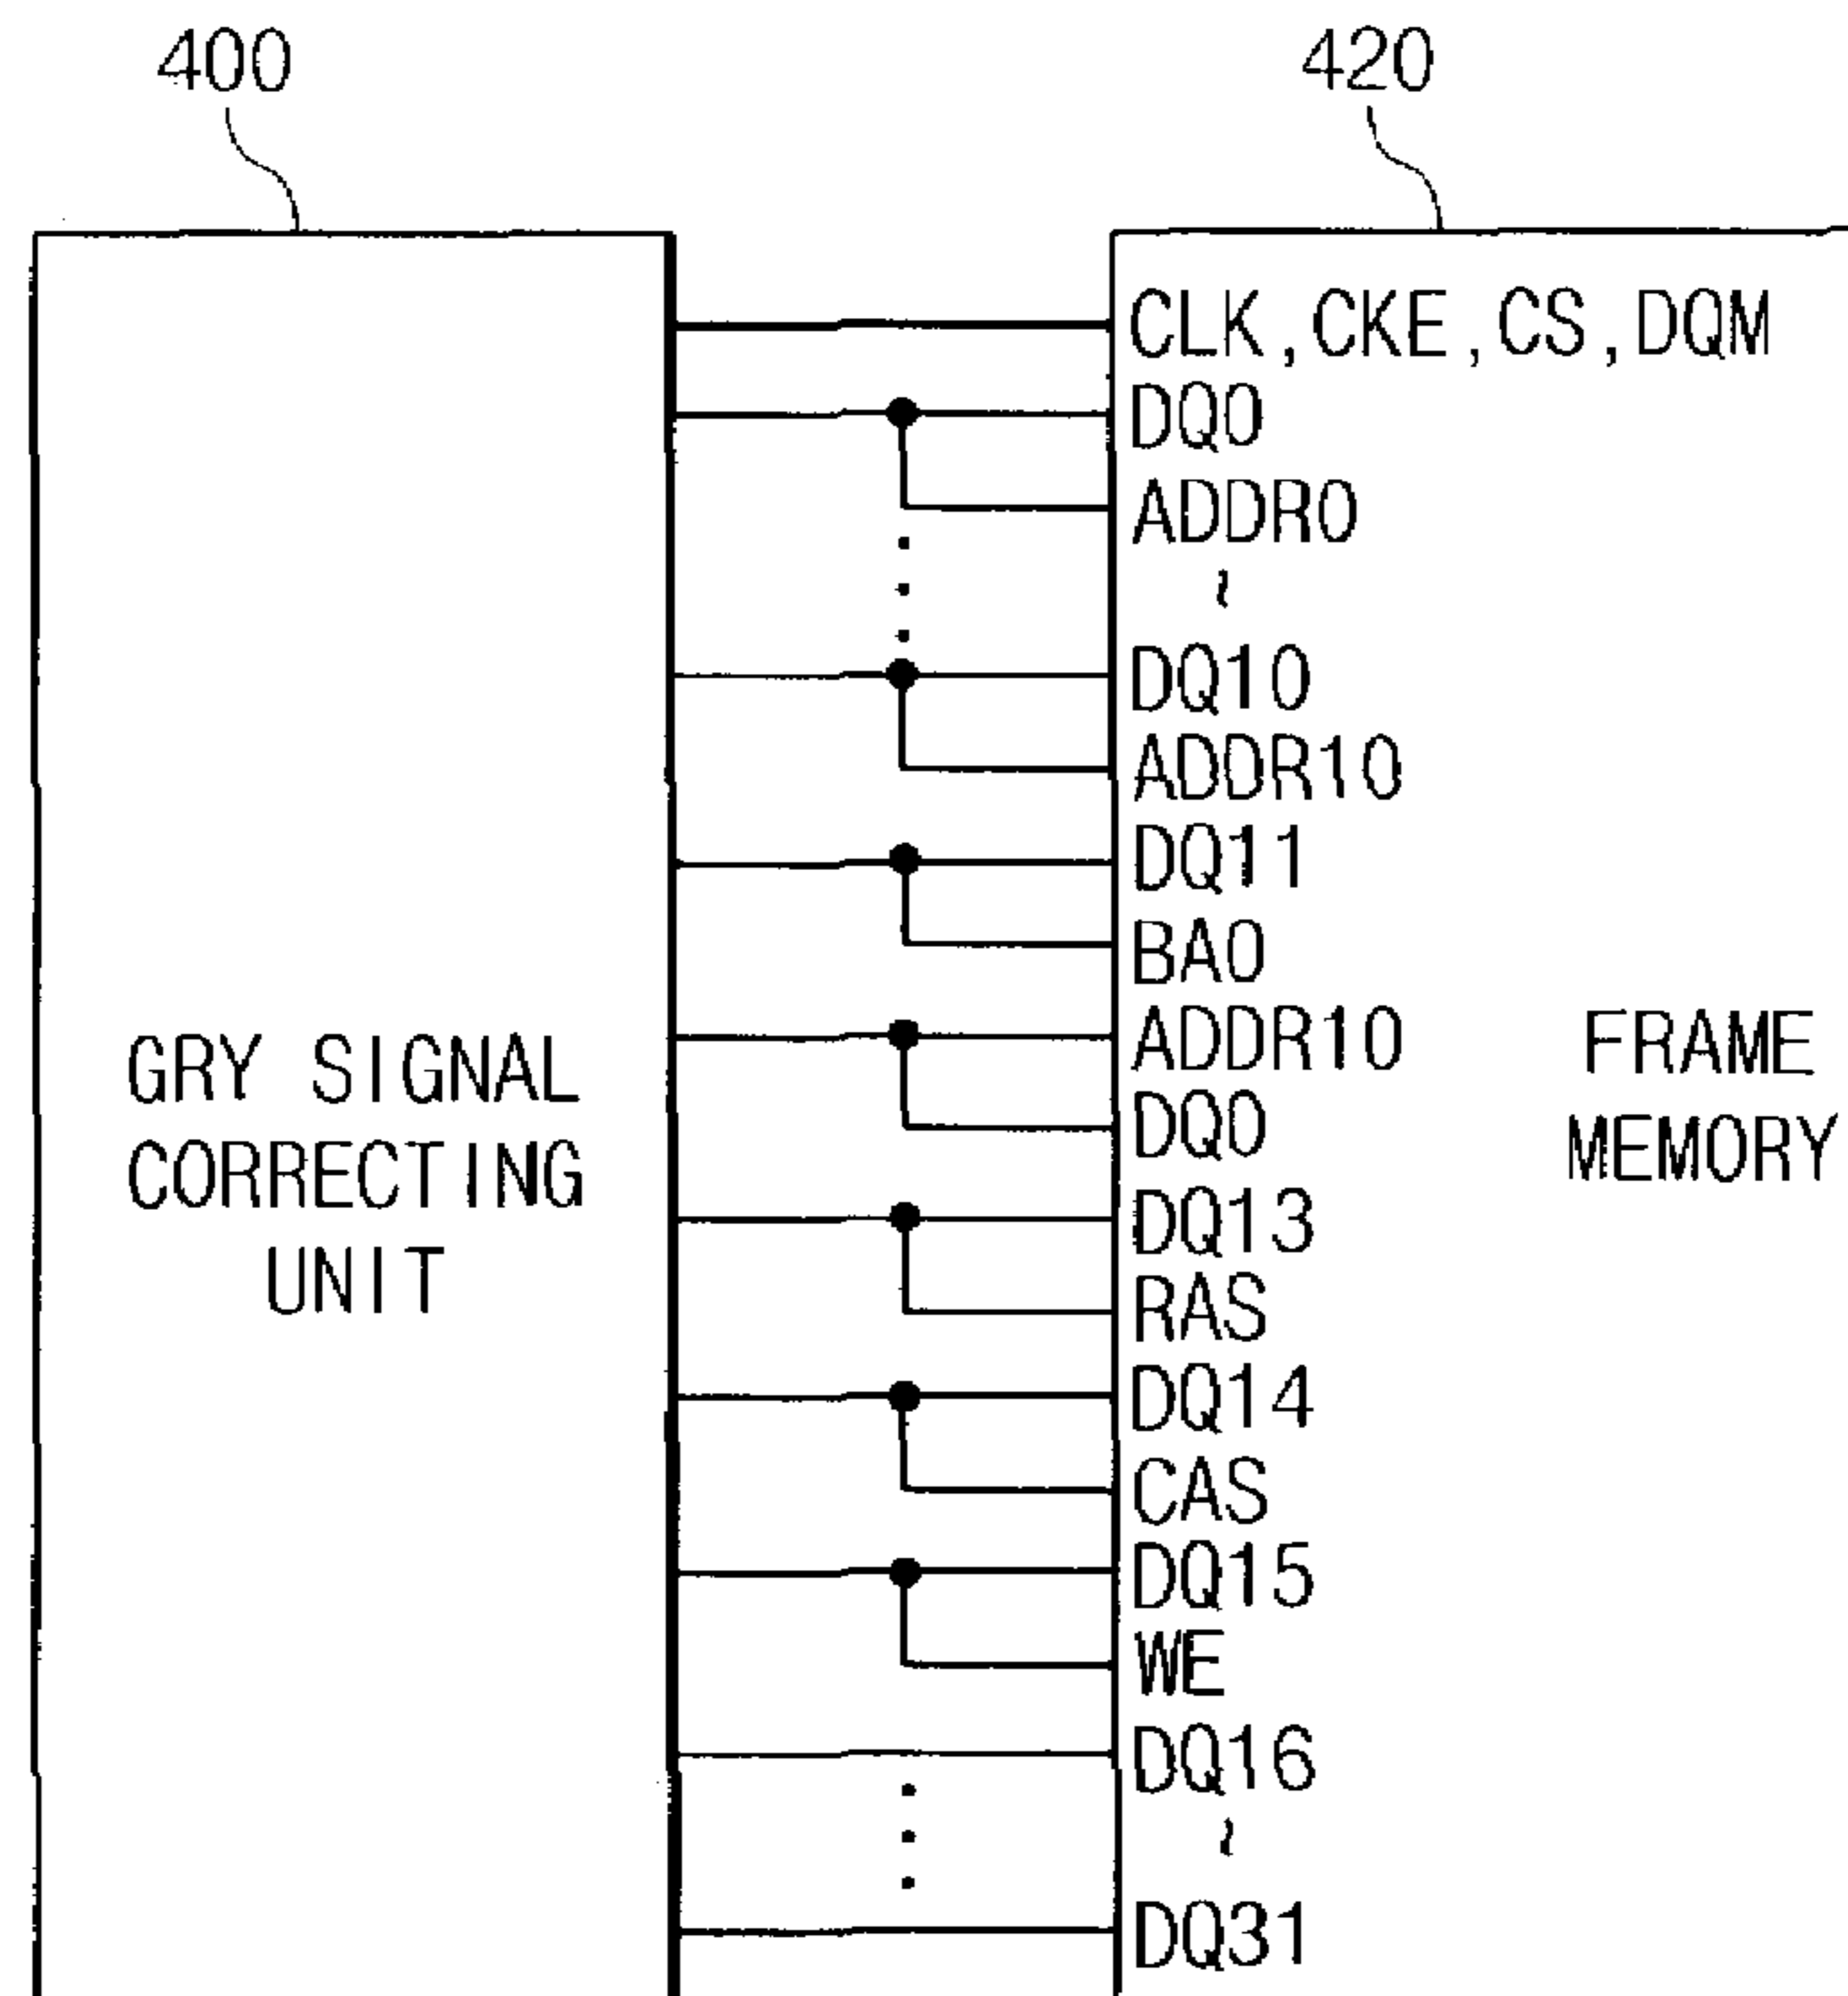 400
420
CLK,CKE,CS,DQM
DQ0
ADDR0
~
DQ10
ADDR10
DQ11
BA0
ADDR10
DQ0
DQ13
RAS
DQ14
CAS
DQ15
WE
DQ16
~
DQ31
GRY SIGNAL
CORRECTING
UNIT
FRAME
MEMORY